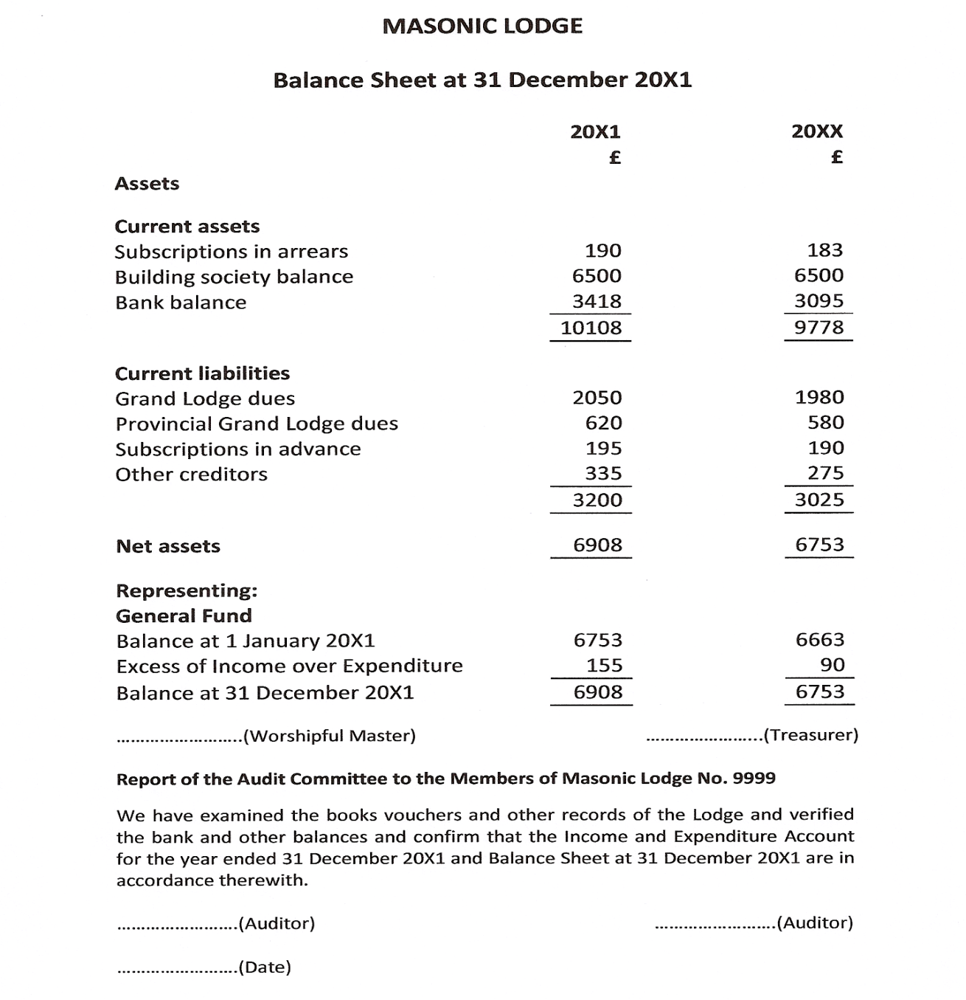 MASONIC LODGE
Balance Sheet at 31 December 20X1
20X1 20XX
£ £
Assets
Current assets
Subscriptions in arrears 190 183
Building society balance 6500 6500
Bank balance 3418 3095
10108 9778
Current liabilities
Grand Lodge dues 2050 1980
Provincial Grand Lodge dues 620 580
Subscriptions in advance 195 190
Other creditors 335 275
3200 3025
Net assets 6908 6753
Representing:
General Fund
Balance at 1 January 20X1 6753 6663
Excess of Income over Expenditure 155 90
Balance at 31 December 20X1 6908 6753
...........................(Worshipful Master) .........................(Treasurer)
Report of the Audit Committee to the Members of Masonic Lodge No. 9999
We have examined the books vouchers and other records of the Lodge and verified
the bank and other balances and confirm that the Income and Expenditure Account
for the year ended 31 December 20X1 and Balance Sheet at 31 December 20X1 are in
accordance therewith.
..........................(Auditor) ..........................(Auditor)
..........................(Date)